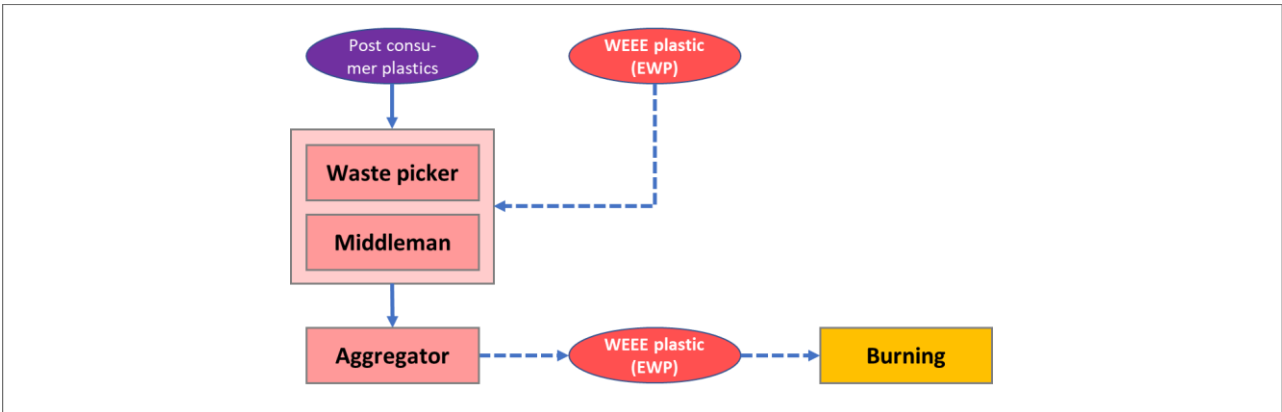 Post consu-
mer plastics
WEEE plastic
(EWP)
Waste picker
Middleman
Aggregator
WEEE plastic
(EWP)
Burning